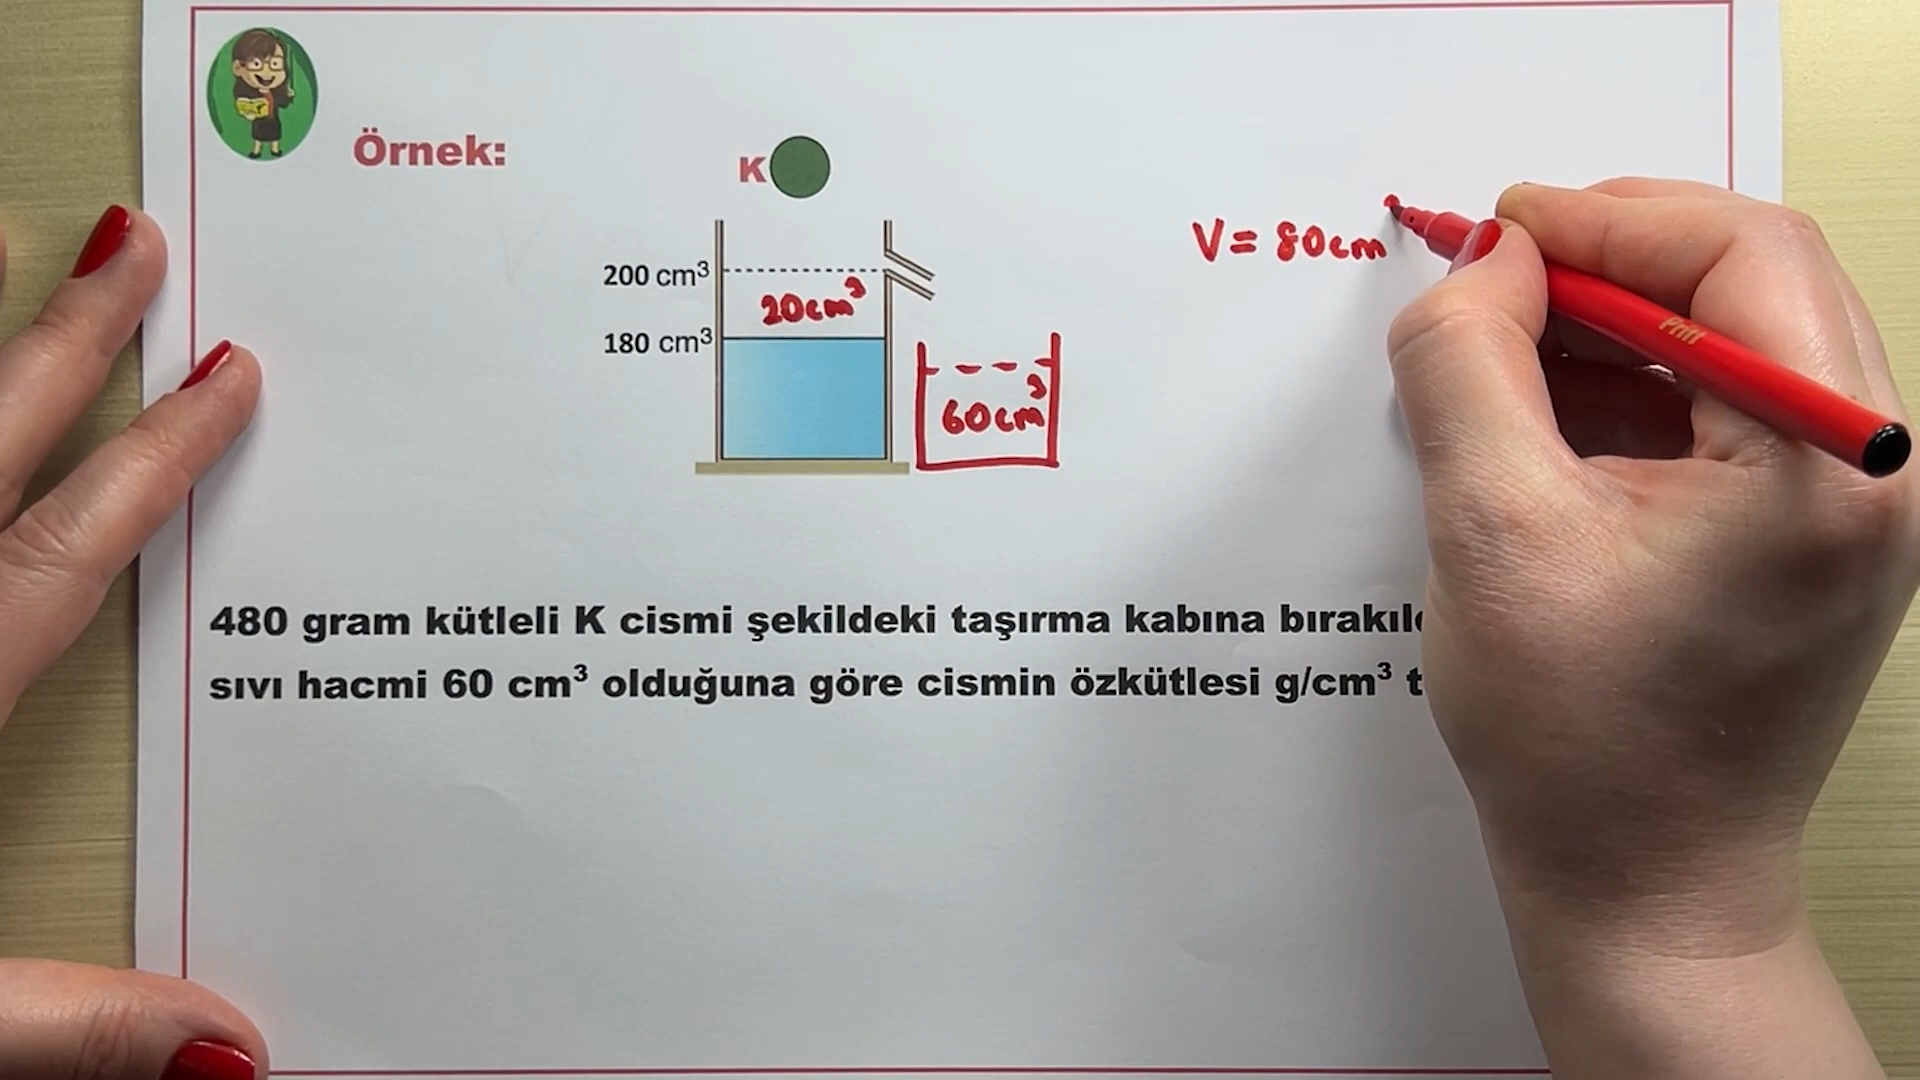 Örnek:
K
V = 80cm
200 cm³
20cm³
180 cm³
60cm³
480 gram kütleli K cismi şekildeki taşırma kabına
sıvı hacmi 60 cm³ olduğuna göre cismin özkütlesi g/cm³
Pritt